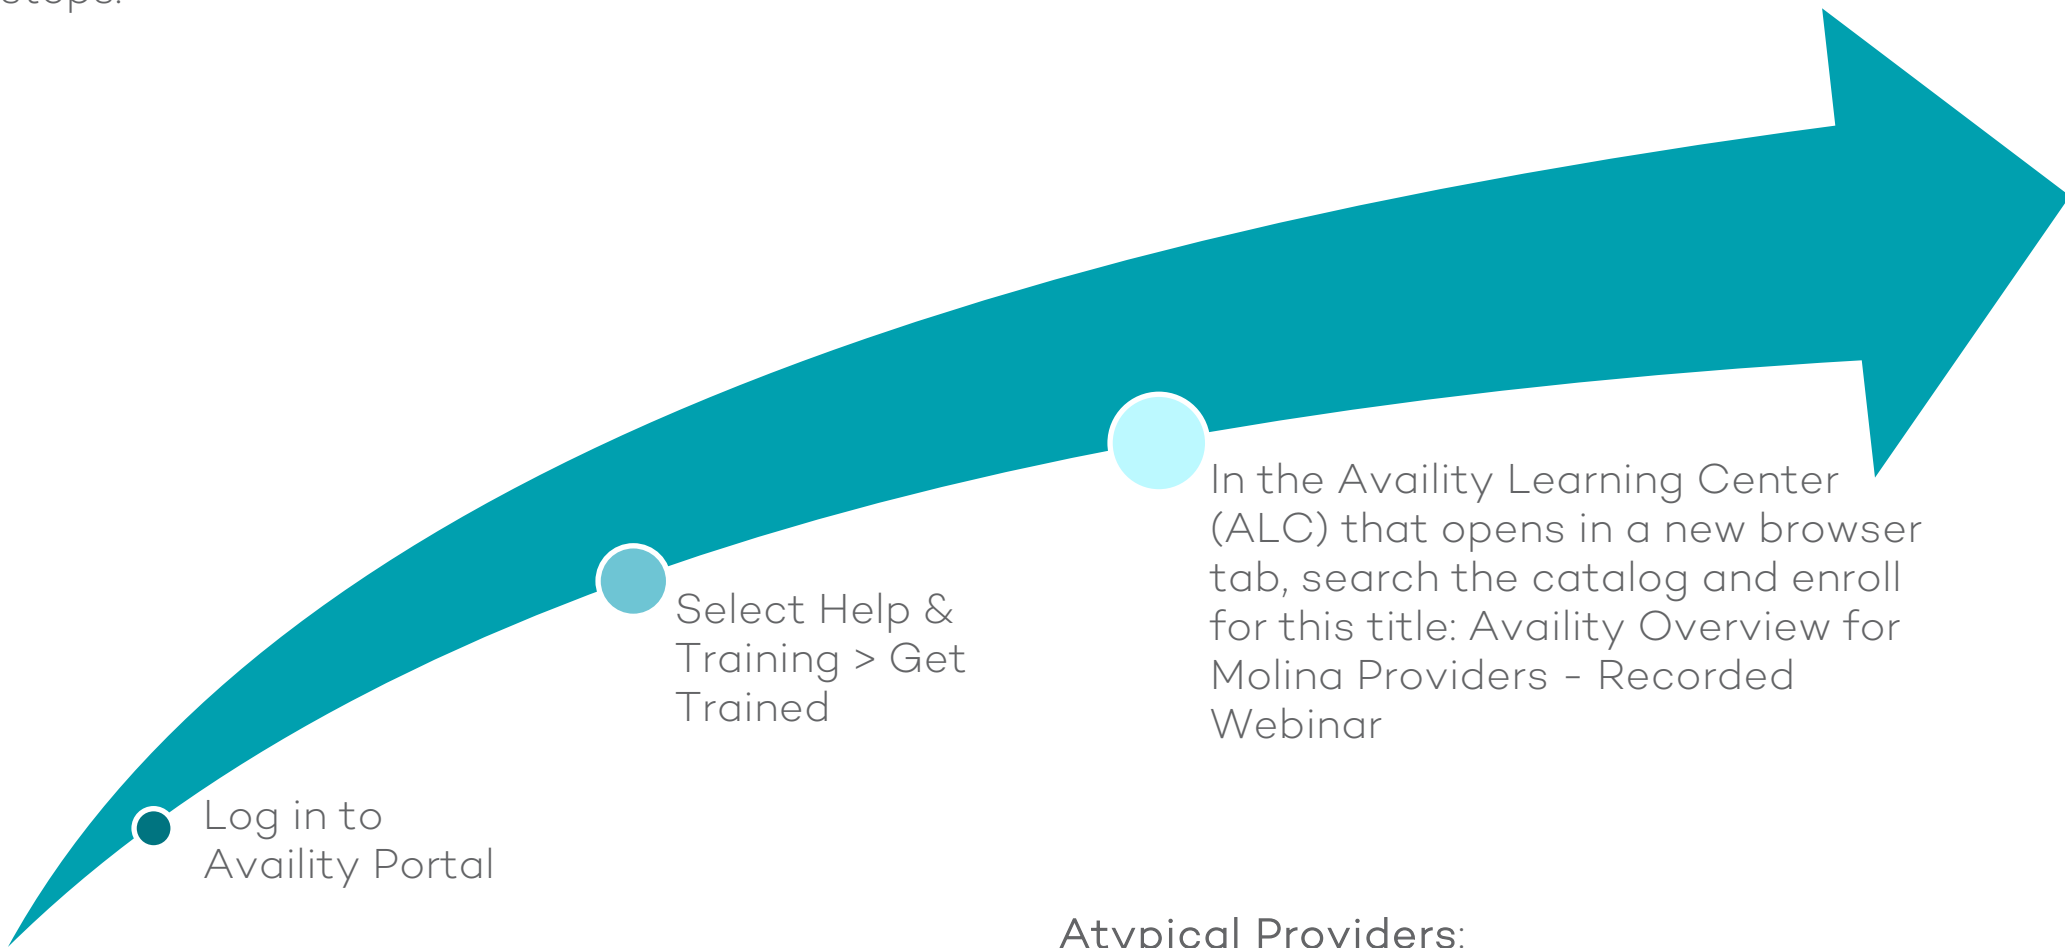 steps.
In the Availity Learning Center
(ALC) that opens in a new browser
tab, search the catalog and enroll
for this title: Availity Overview for
Molina Providers - Recorded
Webinar
Select Help &
Training > Get
Trained
Log in to
Availity Portal
Atypical Providers: